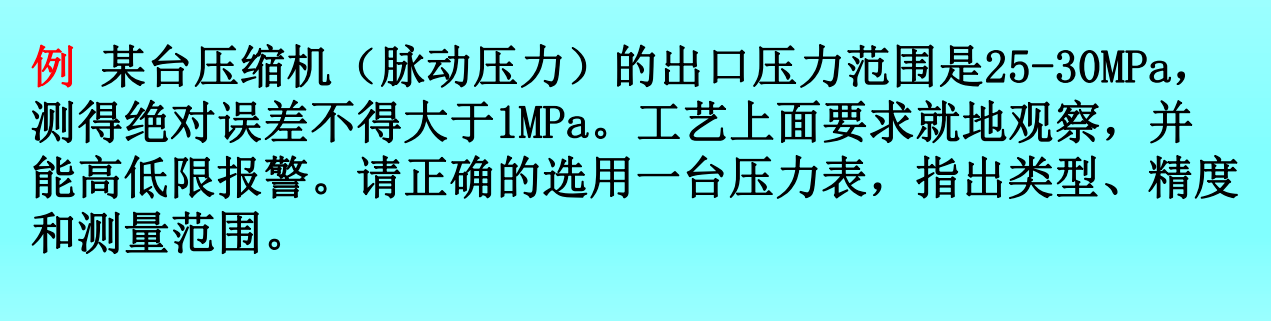 例 某台压缩机（脉动压力）的出口压力范围是25-30MPa，
测得绝对误差不得大于1MPa。工艺上面要求就地观察，并
能高低限报警。请正确的选用一台压力表，指出类型、精度
和测量范围。